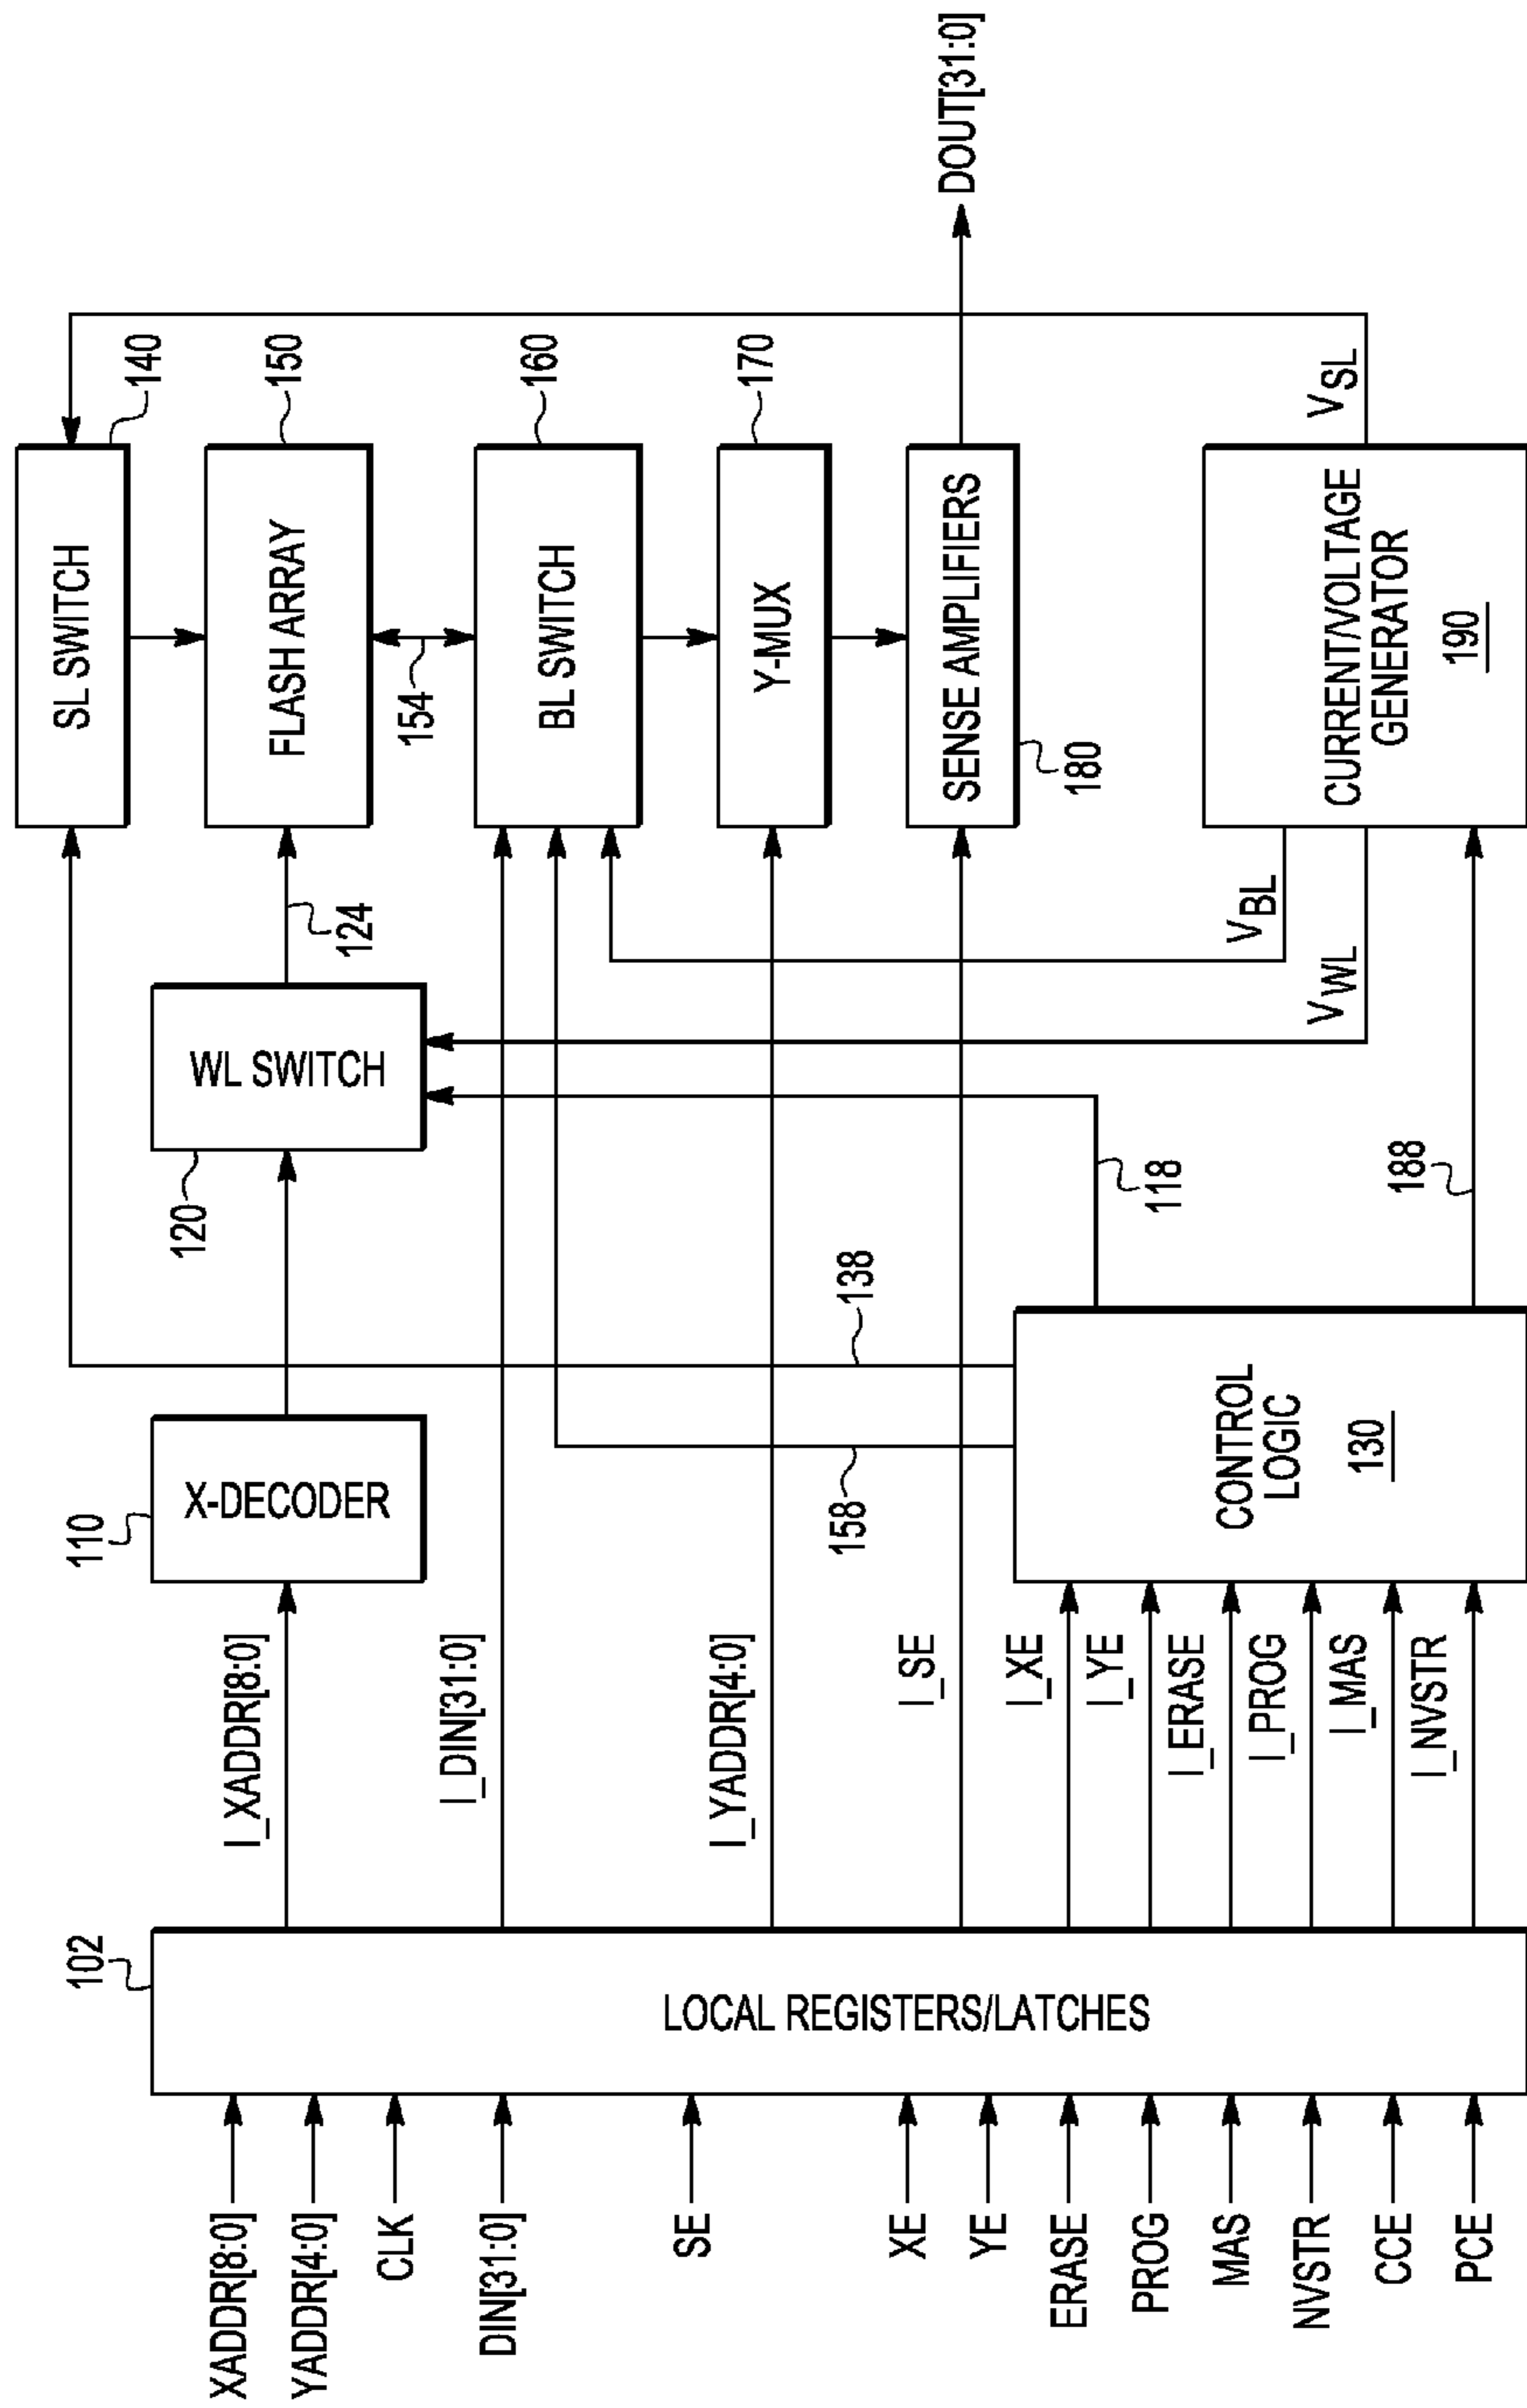 XADDR[8:0]
YADDR[4:0]
CLK
DIN[31:0]
SE
XE
YE
ERASE
PROG
MAS
NVSTR
CCE
PCE
102
LOCAL REGISTERS/LATCHES
I_XADDR[8:0]
I_DIN[31:0]
I_YADDR[4:0]
I_SE
I_XE
I_YE
I_ERASE
I_PROG
I_MAS
I_NVSTR
110
X-DECODER
158
138
CONTROL
LOGIC
130
120
WL SWITCH
118
188
124
VBL
VWL
SL SWITCH
140
FLASH ARRAY
150
154
BL SWITCH
160
Y-MUX
170
SENSE AMPLIFIERS
180
CURRENT/VOLTAGE
GENERATOR
190
VSL
DOUT[31:0]